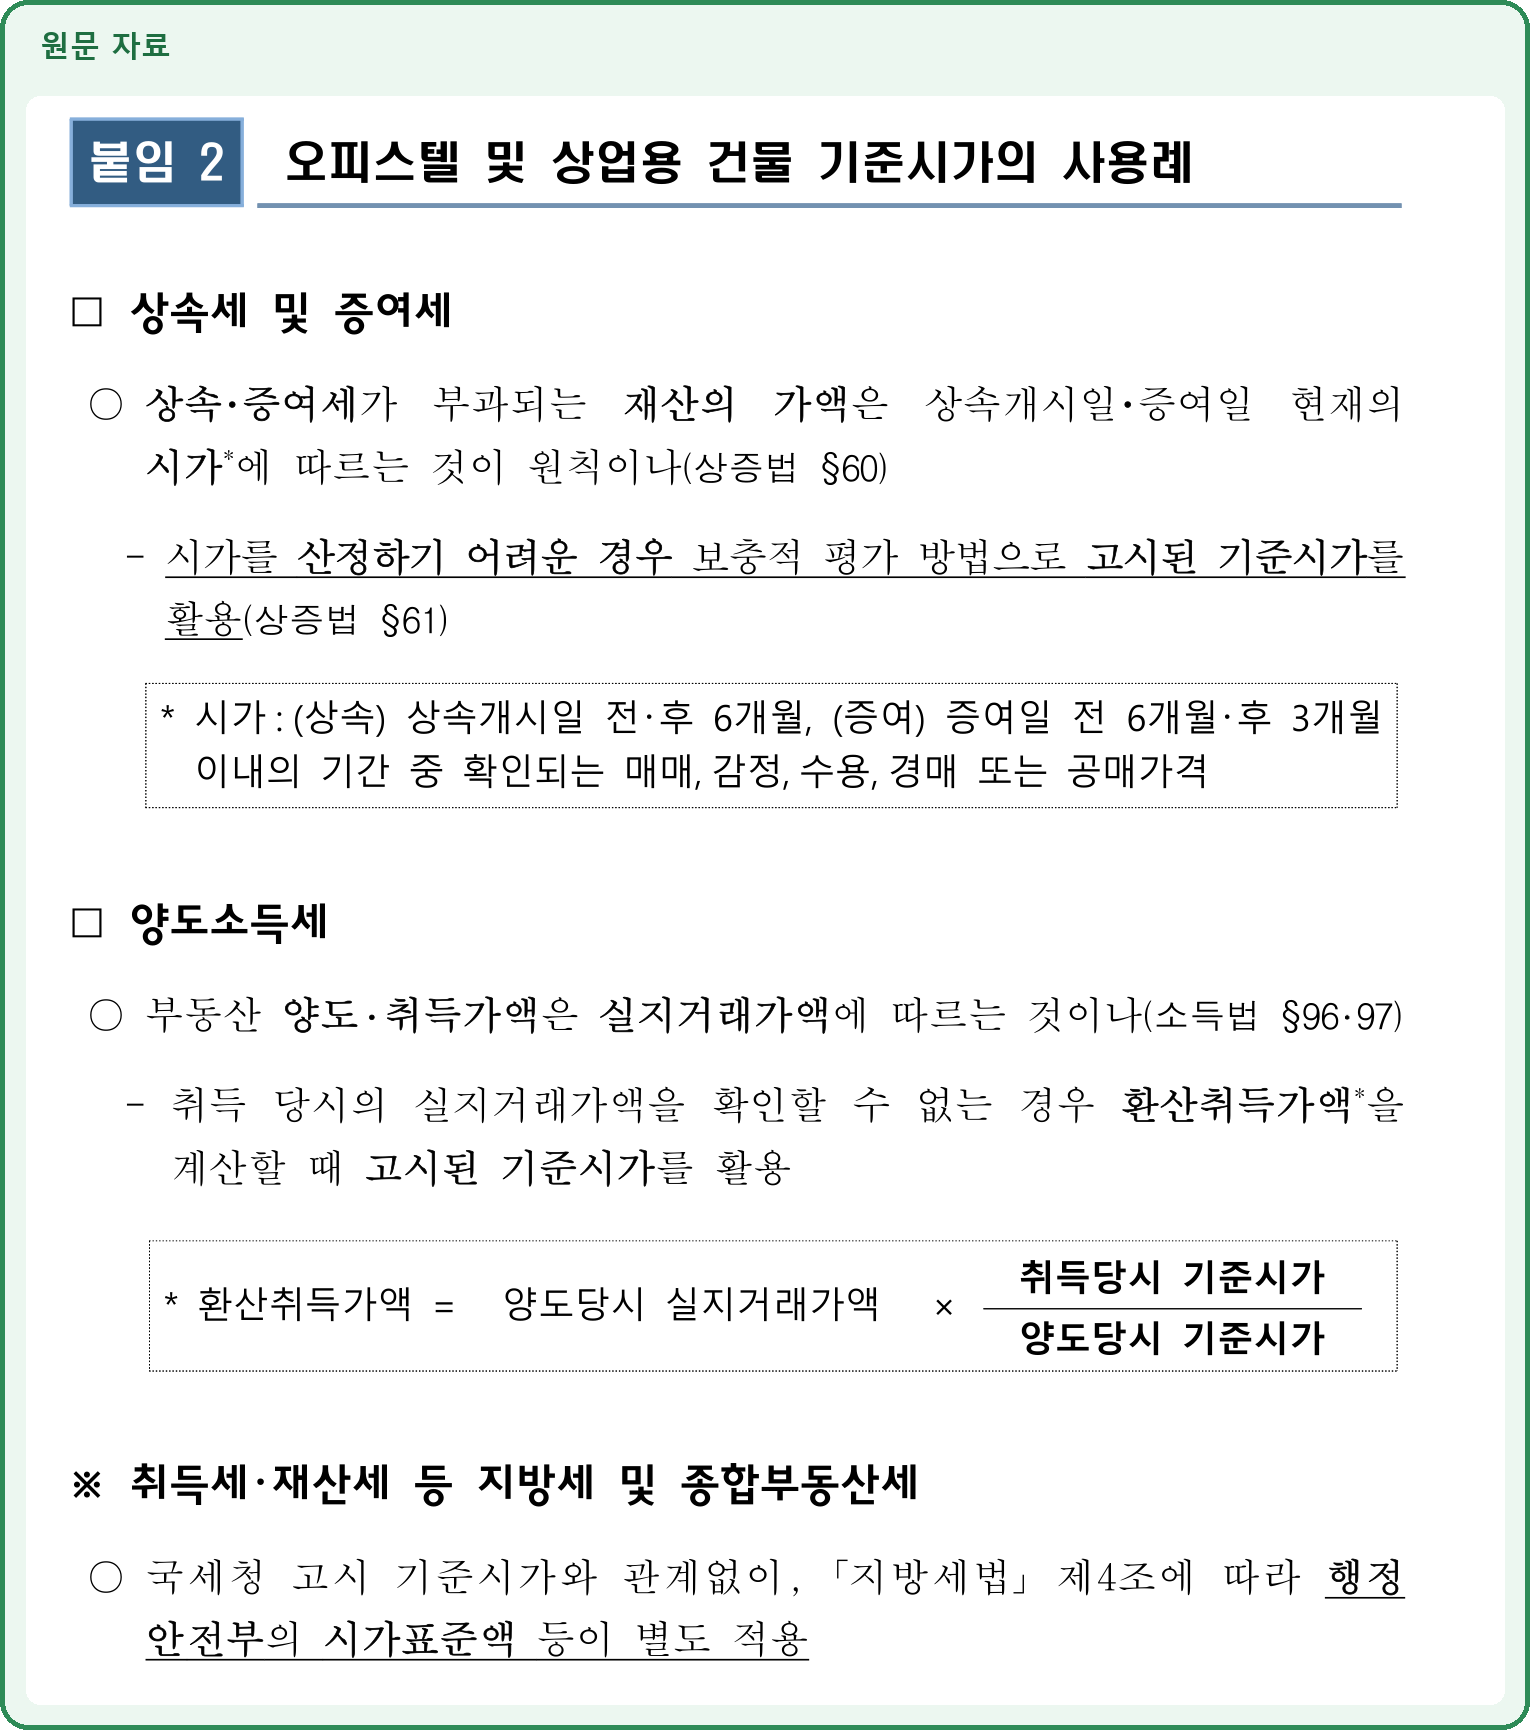 원문 자료
붙임 2 오피스텔 및 상업용 건물 기준시가의 사용례
□ 상속세 및 증여세
○ 상속·증여세가 부과되는 재산의 가액은 상속개시일·증여일 현재의
시가*에 따르는 것이 원칙이나(상증법 §60)
- 시가를 산정하기 어려운 경우 보충적 평가 방법으로 고시된 기준시가를
활용(상증법 §61)
* 시가 : (상속) 상속개시일 전·후 6개월, (증여) 증여일 전 6개월·후 3개월
이내의 기간 중 확인되는 매매, 감정, 수용, 경매 또는 공매가격
□ 양도소득세
○ 부동산 양도·취득가액은 실지거래가액에 따르는 것이나(소득법 §96·97)
- 취득 당시의 실지거래가액을 확인할 수 없는 경우 환산취득가액*을
계산할 때 고시된 기준시가를 활용
취득당시 기준시가
* 환산취득가액 = 양도당시 실지거래가액 ×
양도당시 기준시가
※ 취득세·재산세 등 지방세 및 종합부동산세
○ 국세청 고시 기준시가와 관계없이, 「지방세법」 제4조에 따라 행정
안전부의 시가표준액 등이 별도 적용